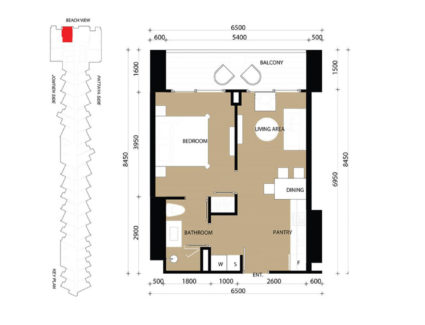 BEACH VIEW
JOMTIEN SIDE
PATTAYA SIDE
KEY PLAN
6500
600
5400
500
1600
3950
2900
8450
BALCONY
BEDROOM
LIVING AREA
DINING
BATHROOM
PANTRY
W
S
F
ENT.
1500
6950
8450
500
1800
1000
2600
600
6500